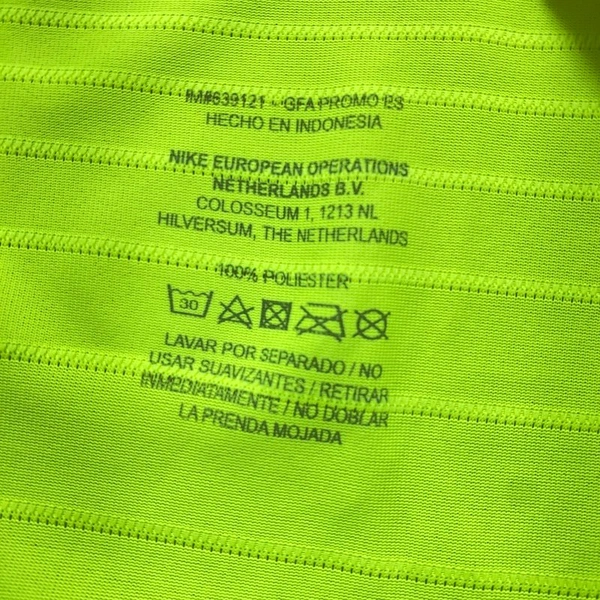 IM#639121 - GFA PROMO ES
HECHO EN INDONESIA
NIKE EUROPEAN OPERATIONS
NETHERLANDS B.V.
COLOSSEUM 1, 1213 NL
HILVERSUM, THE NETHERLANDS
100% POLIESTER
30
LAVAR POR SEPARADO / NO
USAR SUAVIZANTES / RETIRAR
INMEDIATAMENTE / NO DOBLAR
LA PRENDA MOJADA